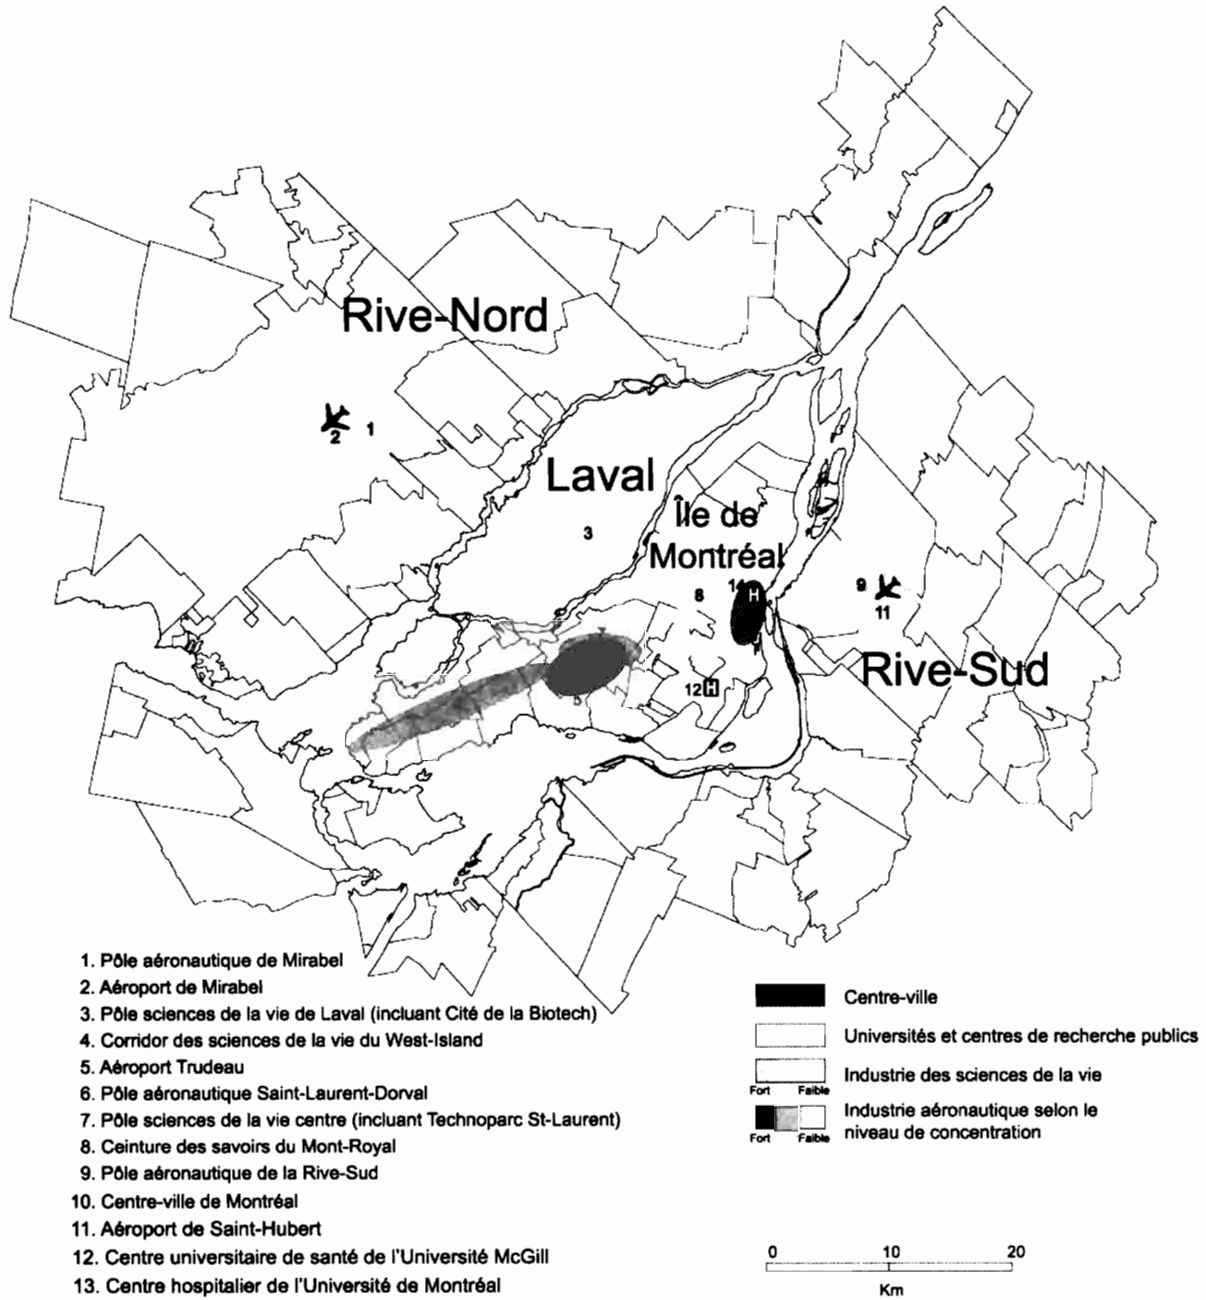 Rive-Nord
2 1
Laval
3
Île de
Montréal
8
H
9
11
Rive-Sud
7
5
12 H
1. Pôle aéronautique de Mirabel
2. Aéroport de Mirabel
3. Pôle sciences de la vie de Laval (incluant Cité de la Biotech)
4. Corridor des sciences de la vie du West-Island
5. Aéroport Trudeau
6. Pôle aéronautique Saint-Laurent-Dorval
7. Pôle sciences de la vie centre (incluant Technoparc St-Laurent)
8. Ceinture des savoirs du Mont-Royal
9. Pôle aéronautique de la Rive-Sud
10. Centre-ville de Montréal
11. Aéroport de Saint-Hubert
12. Centre universitaire de santé de l'Université McGill
13. Centre hospitalier de l'Université de Montréal
Centre-ville
Universités et centres de recherche publics
Industrie des sciences de la vie
Fort Faible
Industrie aéronautique selon le
niveau de concentration
Fort Faible
0 10 20
Km